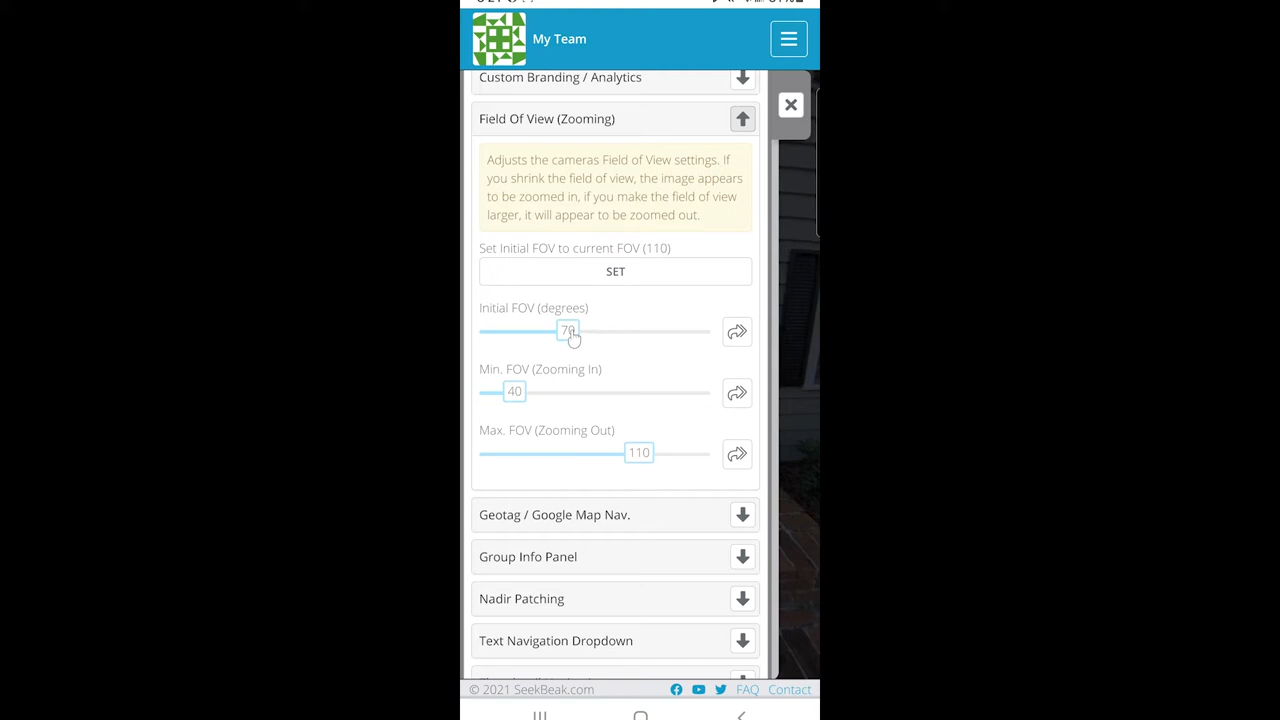 My Team
Custom Branding / Analytics
Field Of View (Zooming)
Adjusts the cameras Field of View settings. If
you shrink the field of view, the image appears
to be zoomed in, if you make the field of view
larger, it will appear to be zoomed out.
Set Initial FOV to current FOV (110)
SET
Initial FOV (degrees)
70
Min. FOV (Zooming In)
40
Max. FOV (Zooming Out)
110
Geotag / Google Map Nav.
Group Info Panel
Nadir Patching
Text Navigation Dropdown
© 2021 SeekBeak.com
FAQ
Contact